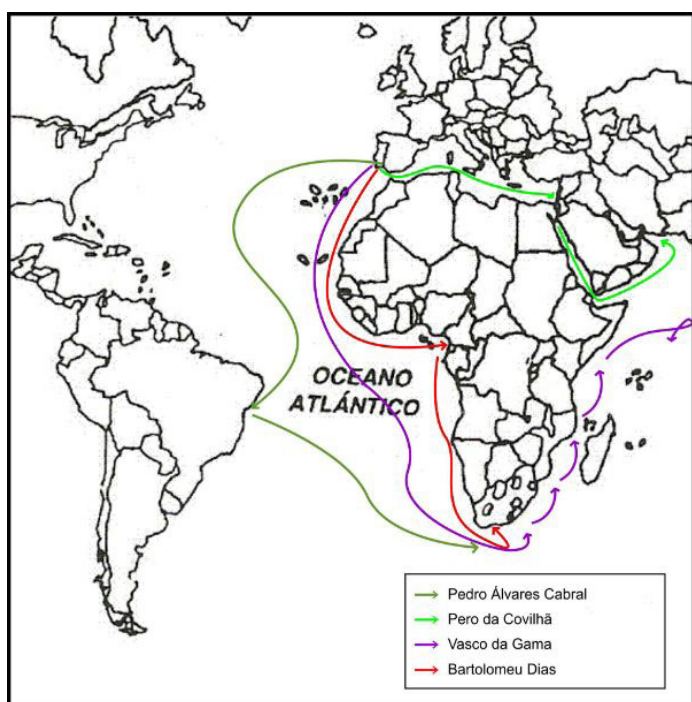 OCEANO
ATLÁNTICO
Pedro Álvares Cabral
Pero da Covilhã
Vasco da Gama
Bartolomeu Dias